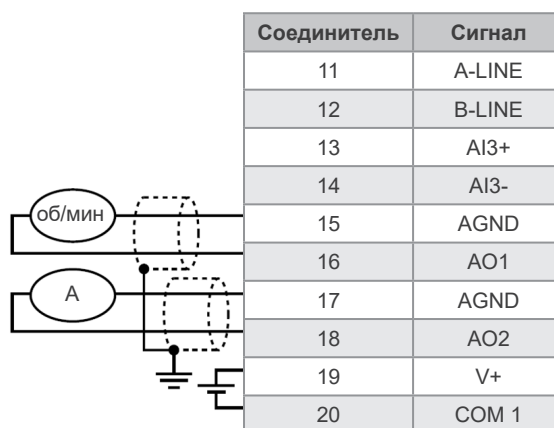 Соединитель Сигнал
11 A-LINE
12 B-LINE
13 AI3+
14 AI3-
об/мин 15 AGND
16 AO1
A 17 AGND
18 AO2
19 V+
20 COM 1